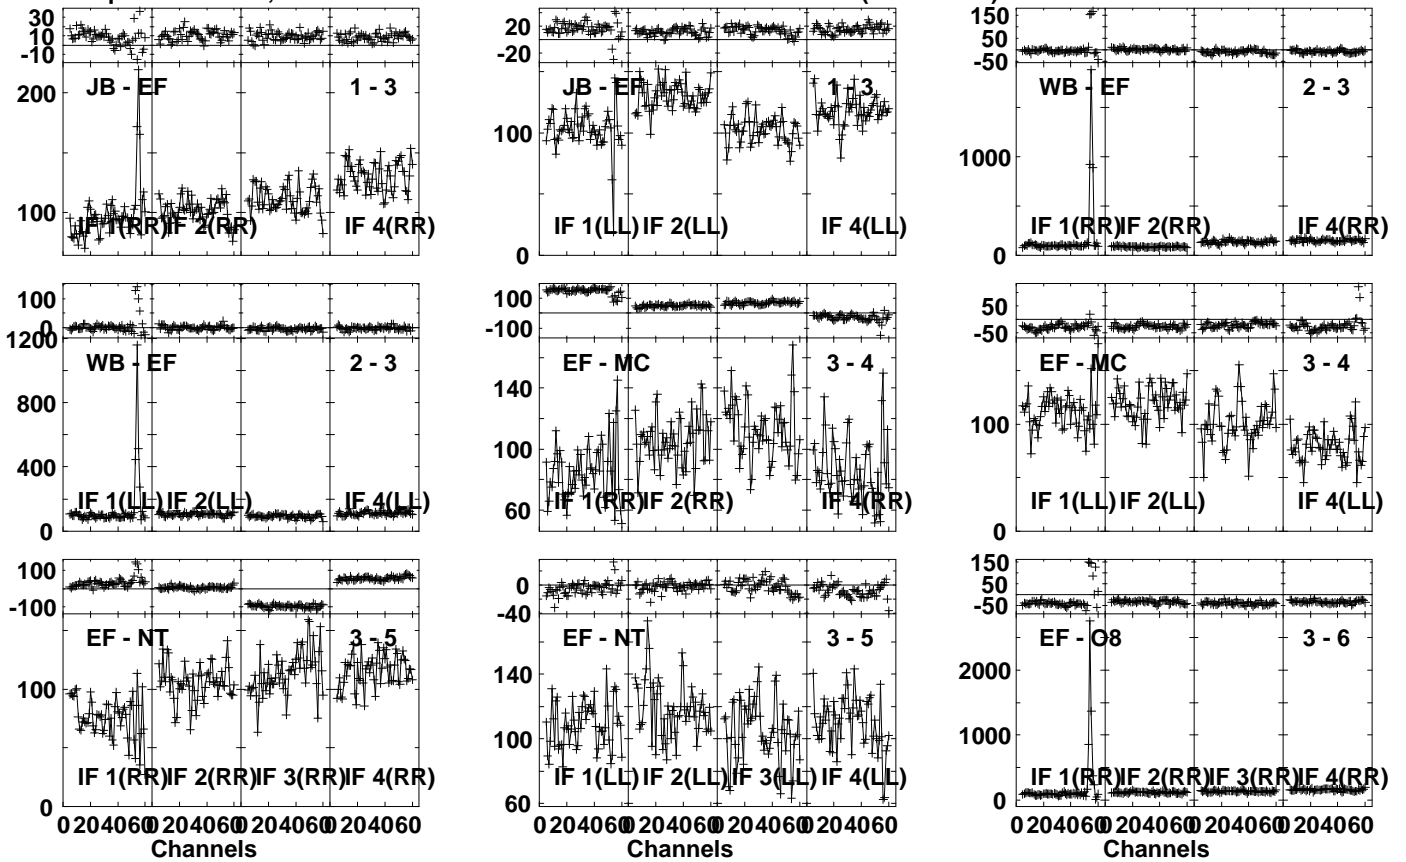 30
10
-10
JB - EF
1 - 3
200
100
IF 1(RR)
IF 2(RR)
IF 4(RR)
20
-20
JB - EF
1 - 3
100
0
IF 1(LL)
IF 2(LL)
IF 4(LL)
150
50
-50
WB - EF
2 - 3
1000
0
IF 1(RR)
IF 2(RR)
IF 4(RR)
100
0
1200
WB - EF
2 - 3
800
400
0
IF 1(LL)
IF 2(LL)
IF 4(LL)
100
-100
EF - MC
3 - 4
140
100
60
IF 1(RR)
IF 2(RR)
IF 4(RR)
50
-50
EF - MC
3 - 4
100
0
IF 1(LL)
IF 2(LL)
IF 4(LL)
100
-100
EF - NT
3 - 5
100
0
IF 1(RR)
IF 2(RR)
IF 3(RR)
IF 4(RR)
0 204060
0 204060
0 204060
0 204060
Channels
0
-40
EF - NT
3 - 5
140
100
60
IF 1(LL)
IF 2(LL)
IF 3(LL)
IF 4(LL)
0 204060
0 204060
0 204060
0 204060
Channels
150
50
-50
EF - O8
3 - 6
2000
1000
0
IF 1(RR)
IF 2(RR)
IF 3(RR)
IF 4(RR)
0 204060
0 204060
0 204060
0 204060
Channels